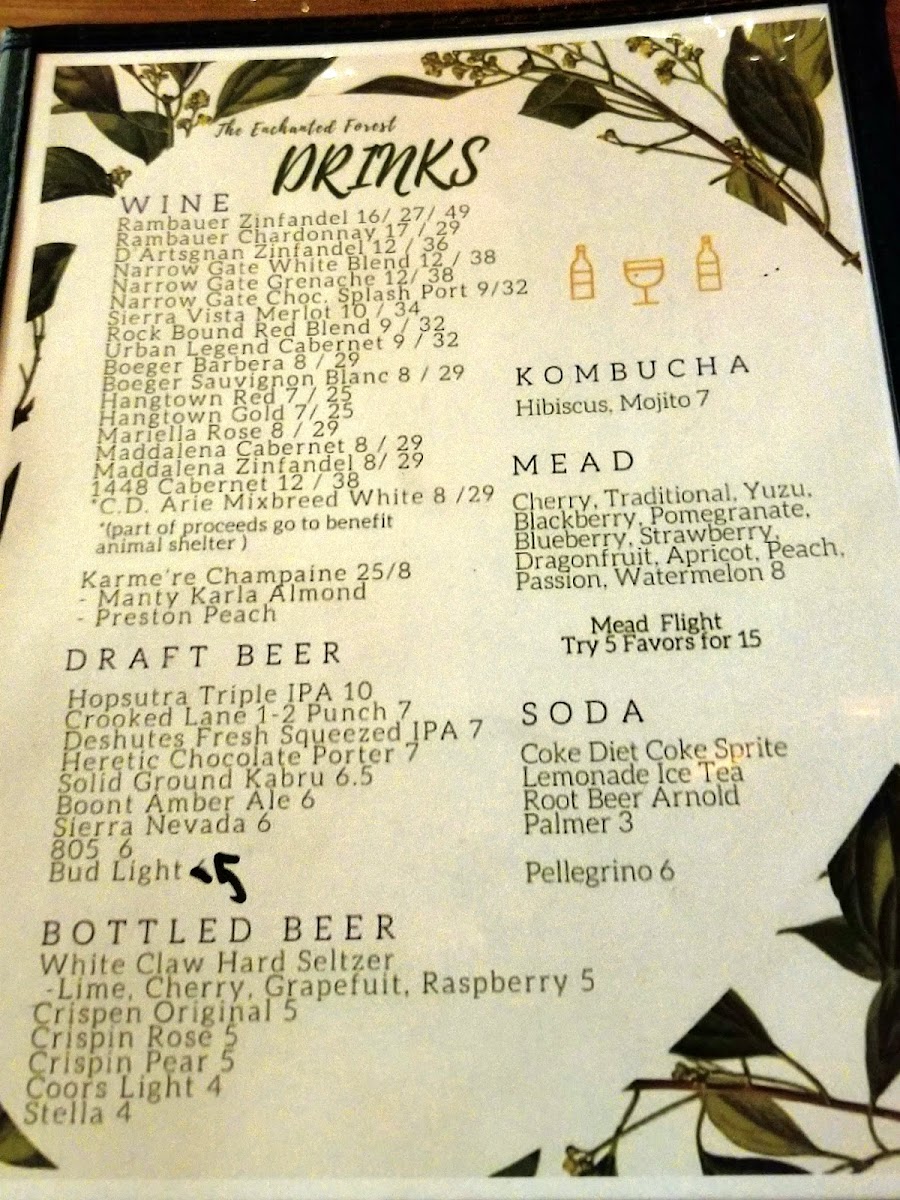 The Enchanted Forest
DRINKS
WINE
Rambauer Zinfandel 16/ 27/ 49
Rambauer Chardonnay 17 / 29
D'Artsgnan Zinfandel 12 / 36
Narrow Gate White Blend 12 / 38
Narrow Gate Grenache 12/ 38
Narrow Gate Choc. Splash Port 9/32
Sierra Vista Merlot 10 / 34
Rock Bound Red Blend 9 / 32
Urban Legend Cabernet 9 / 32
Boeger Barbera 8 / 29
Boeger Sauvignon Blanc 8 / 29
Hangtown Red 7 / 25
Hangtown Gold 7/ 25
Mariella Rose 8 / 29
Maddalena Cabernet 8 / 29
Maddalena Zinfandel 8/ 29
1448 Cabernet 12 / 38
*C.D. Arie Mixbreed White 8 /29
*(part of proceeds go to benefit
animal shelter )
Karme're Champaine 25/8
- Manty Karla Almond
- Preston Peach
DRAFT BEER
Hopsutra Triple IPA 10
Crooked Lane 1-2 Punch 7
Deshutes Fresh Squeezed IPA 7
Heretic Chocolate Porter 7
Solid Ground Kabru 6.5
Boont Amber Ale 6
Sierra Nevada 6
805 6
Bud Light 5
BOTTLED BEER
White Claw Hard Seltzer
-Lime, Cherry, Grapefuit, Raspberry 5
Crispen Original 5
Crispin Rose 5
Crispin Pear 5
Coors Light 4
Stella 4
KOMBUCHA
Hibiscus, Mojito 7
MEAD
Cherry, Traditional, Yuzu,
Blackberry, Pomegranate,
Blueberry, Strawberry,
Dragonfruit, Apricot, Peach,
Passion, Watermelon 8
Mead Flight
Try 5 Favors for 15
SODA
Coke Diet Coke Sprite
Lemonade Ice Tea
Root Beer Arnold
Palmer 3
Pellegrino 6